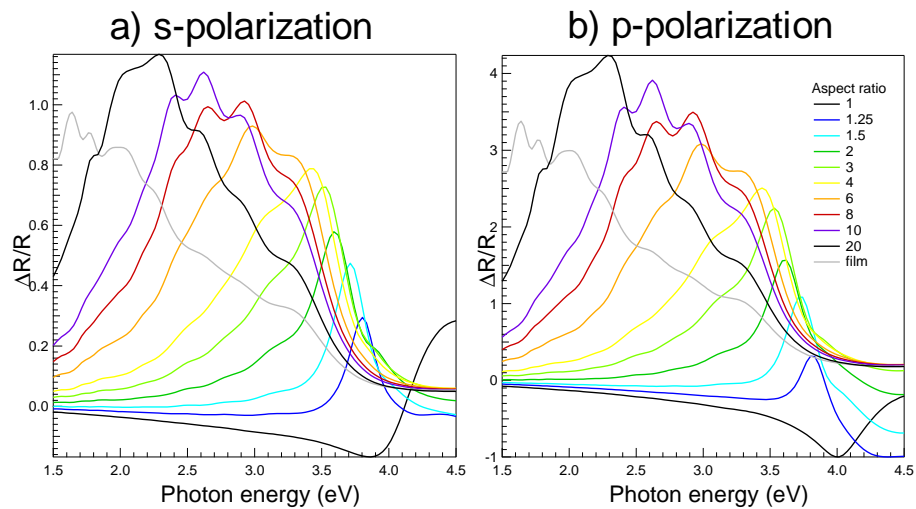 a) s-polarization
b) p-polarization
ΔR/R
1.0
0.8
0.6
0.4
0.2
0.0
1.5 2.0 2.5 3.0 3.5 4.0 4.5
Photon energy (eV)
ΔR/R
4
3
2
1
0
-1
1.5 2.0 2.5 3.0 3.5 4.0 4.5
Photon energy (eV)
Aspect ratio
1
1.25
1.5
2
3
4
6
8
10
20
film